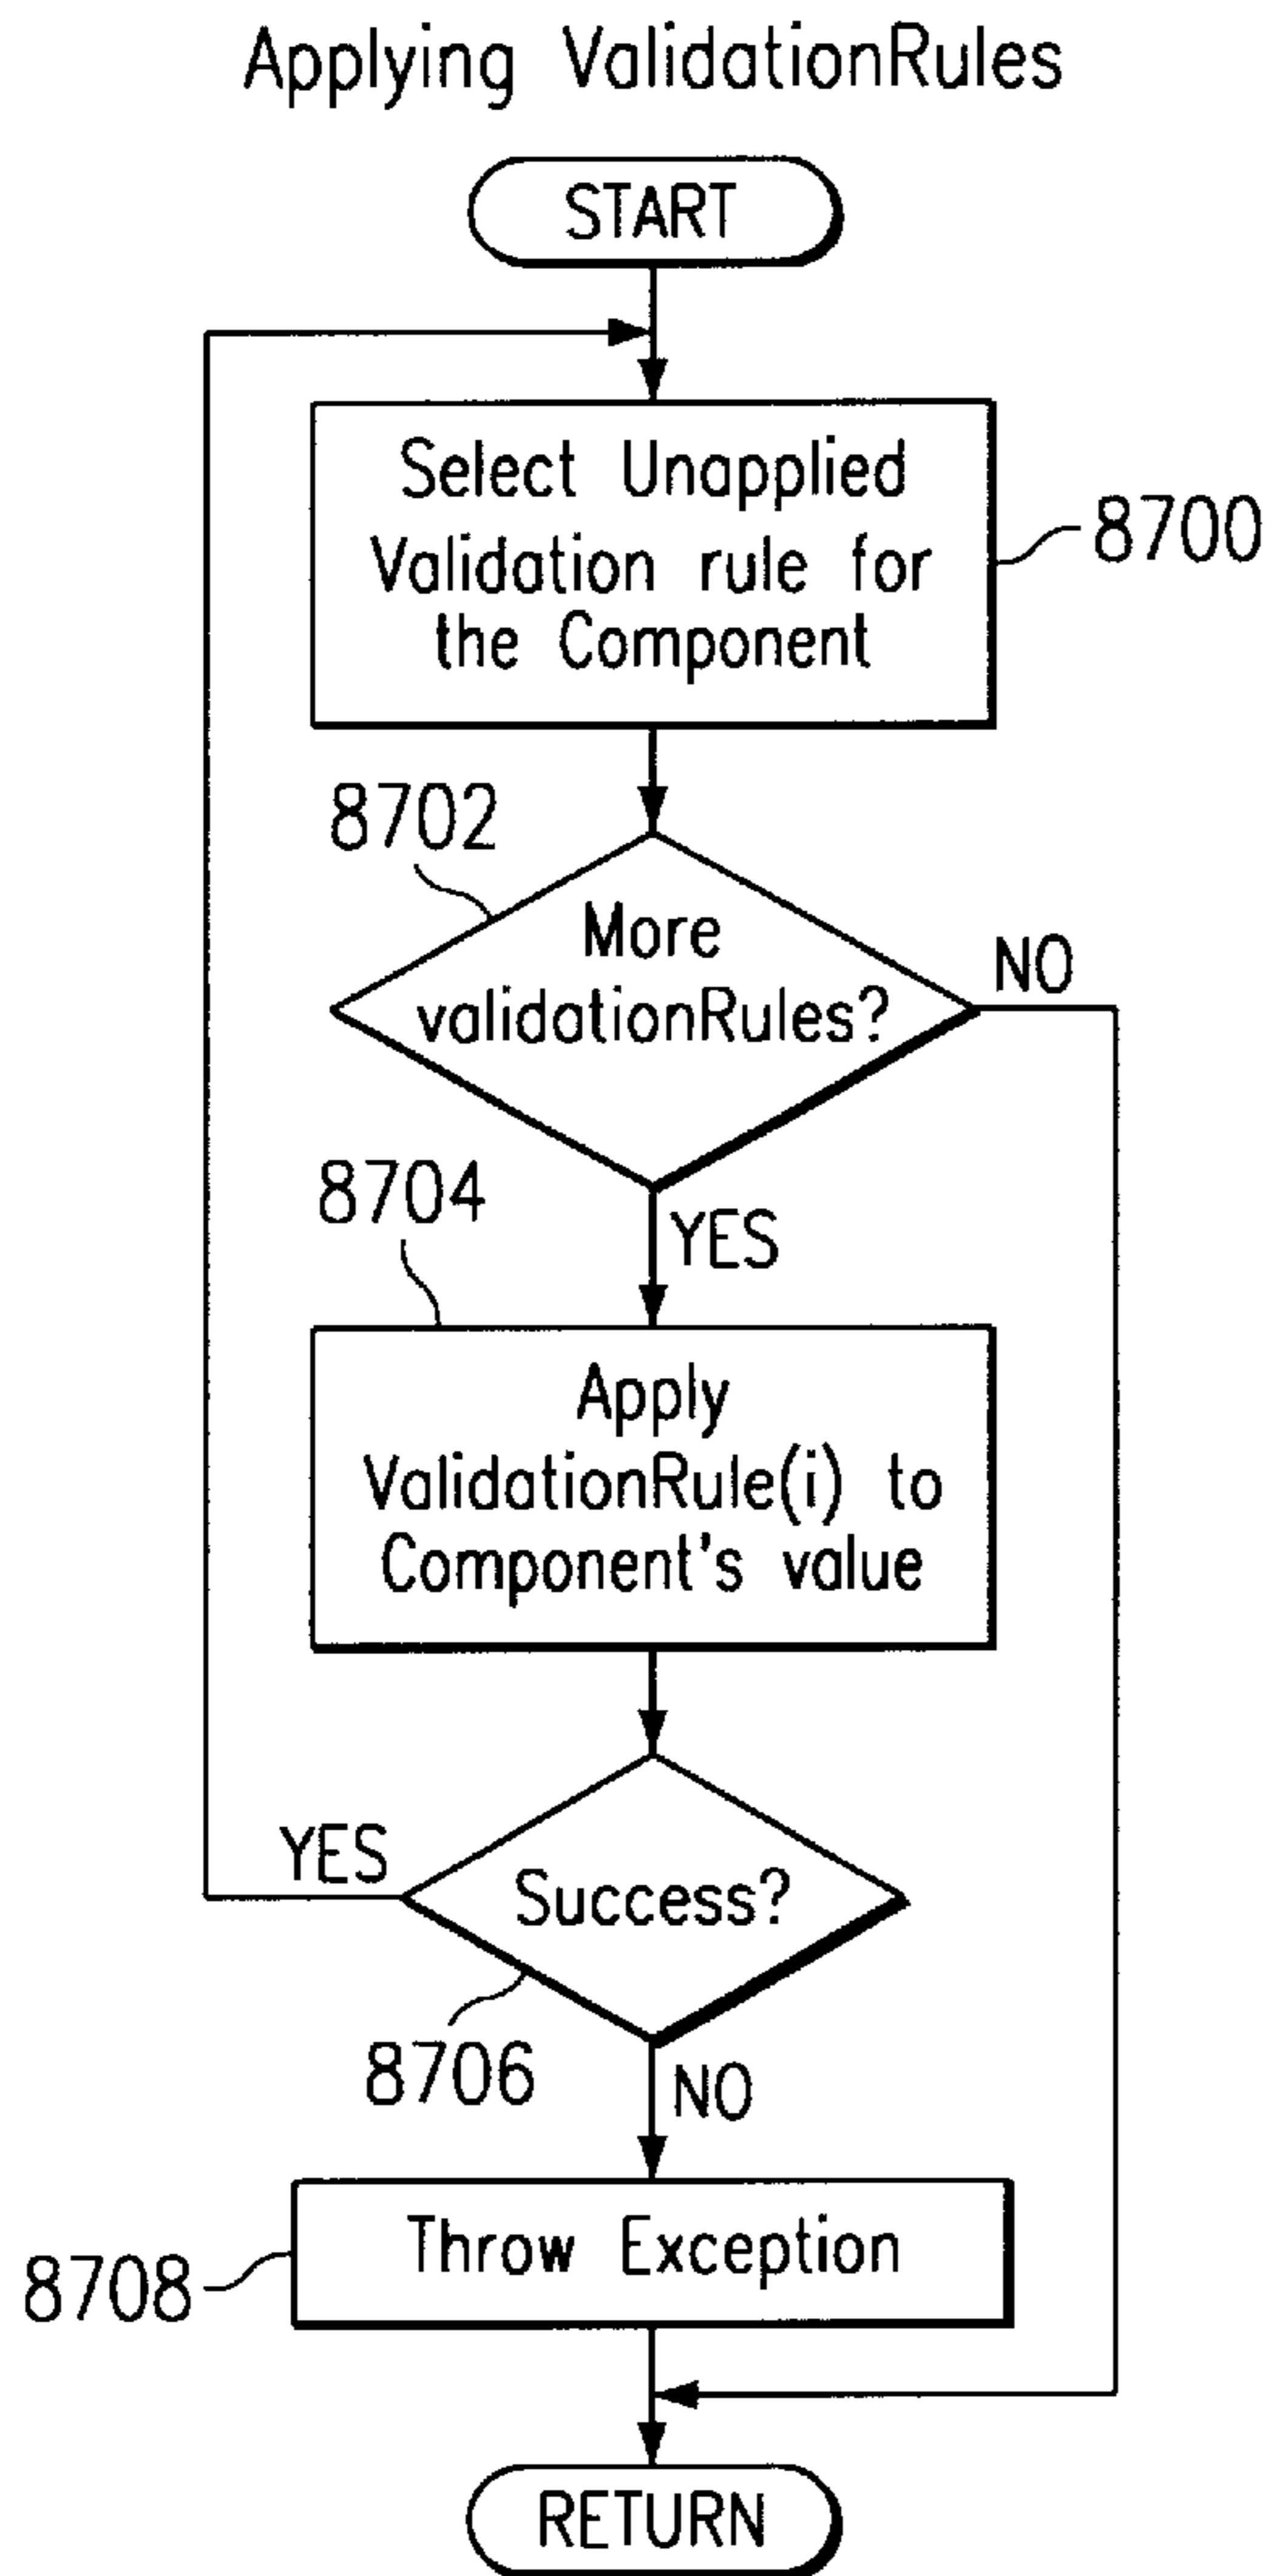 Applying ValidationRules
START
Select Unapplied
Validation rule for
the Component
8700
8702
More
validationRules?
NO
8704
YES
Apply
ValidationRule(i) to
Component's value
YES
Success?
8706
NO
Throw Exception
8708
RETURN